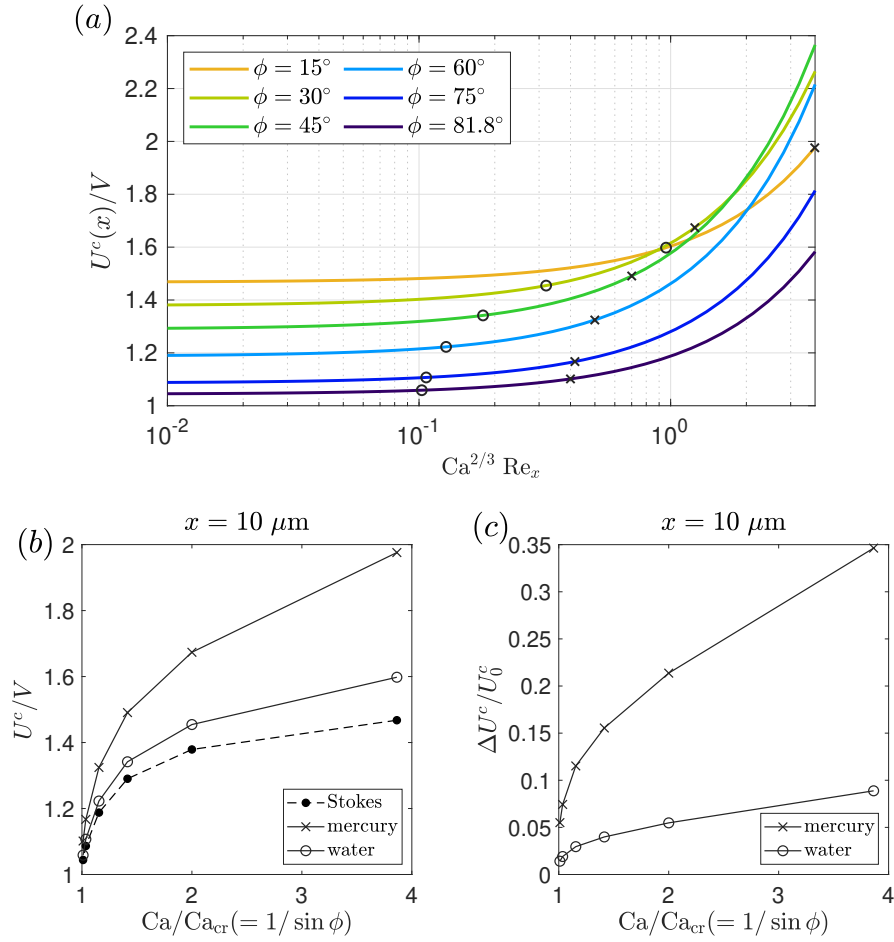 (a)
2.4
2.2
2
1.8
1.6
1.4
1.2
1
U^c(x)/V
ϕ = 15° ϕ = 60°
ϕ = 30° ϕ = 75°
ϕ = 45° ϕ = 81.8°
10^-2 10^-1 10^0
Ca^2/3 Re_x
(b)
x = 10 μm
2
1.8
1.6
1.4
1.2
1
U^c/V
Stokes
mercury
water
1 2 3 4
Ca/Ca_cr(= 1/ sin ϕ)
(c)
x = 10 μm
0.35
0.3
0.25
0.2
0.15
0.1
0.05
0
ΔU^c/U_0^c
mercury
water
1 2 3 4
Ca/Ca_cr(= 1/ sin ϕ)